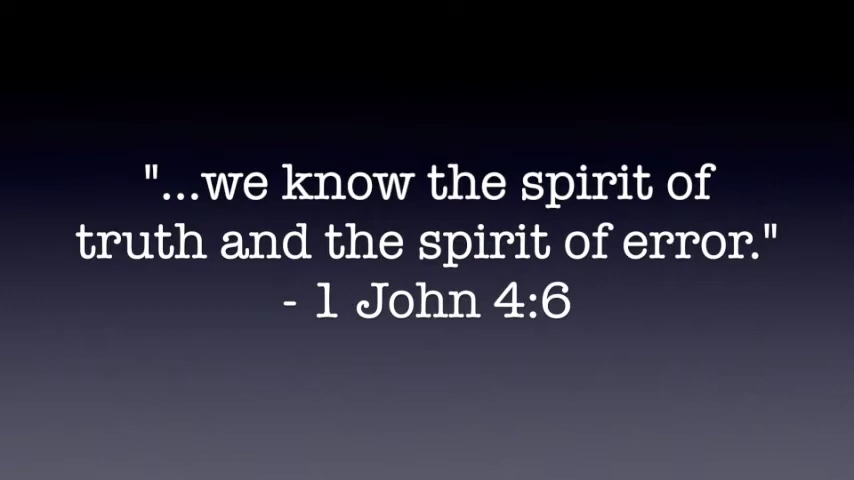 "...we know the spirit of
truth and the spirit of error."
- 1 John 4:6